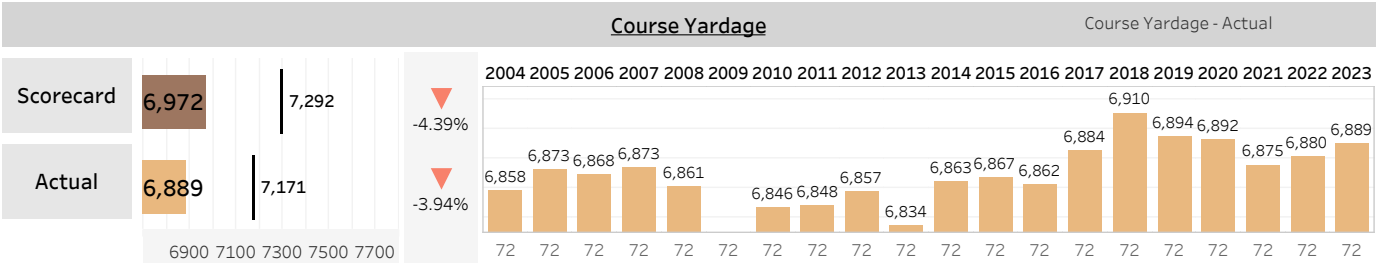 Course Yardage
Course Yardage - Actual
Scorecard
6,972
7,292
-4.39%
Actual
6,889
7,171
-3.94%
6900 7100 7300 7500 7700
2004 2005 2006 2007 2008 2009 2010 2011 2012 2013 2014 2015 2016 2017 2018 2019 2020 2021 2022 2023
6,858 6,873 6,868 6,873 6,861 6,846 6,848 6,857 6,834 6,863 6,867 6,862 6,884 6,910 6,894 6,892 6,875 6,880 6,889
72 72 72 72 72 72 72 72 72 72 72 72 72 72 72 72 72 72 72 72